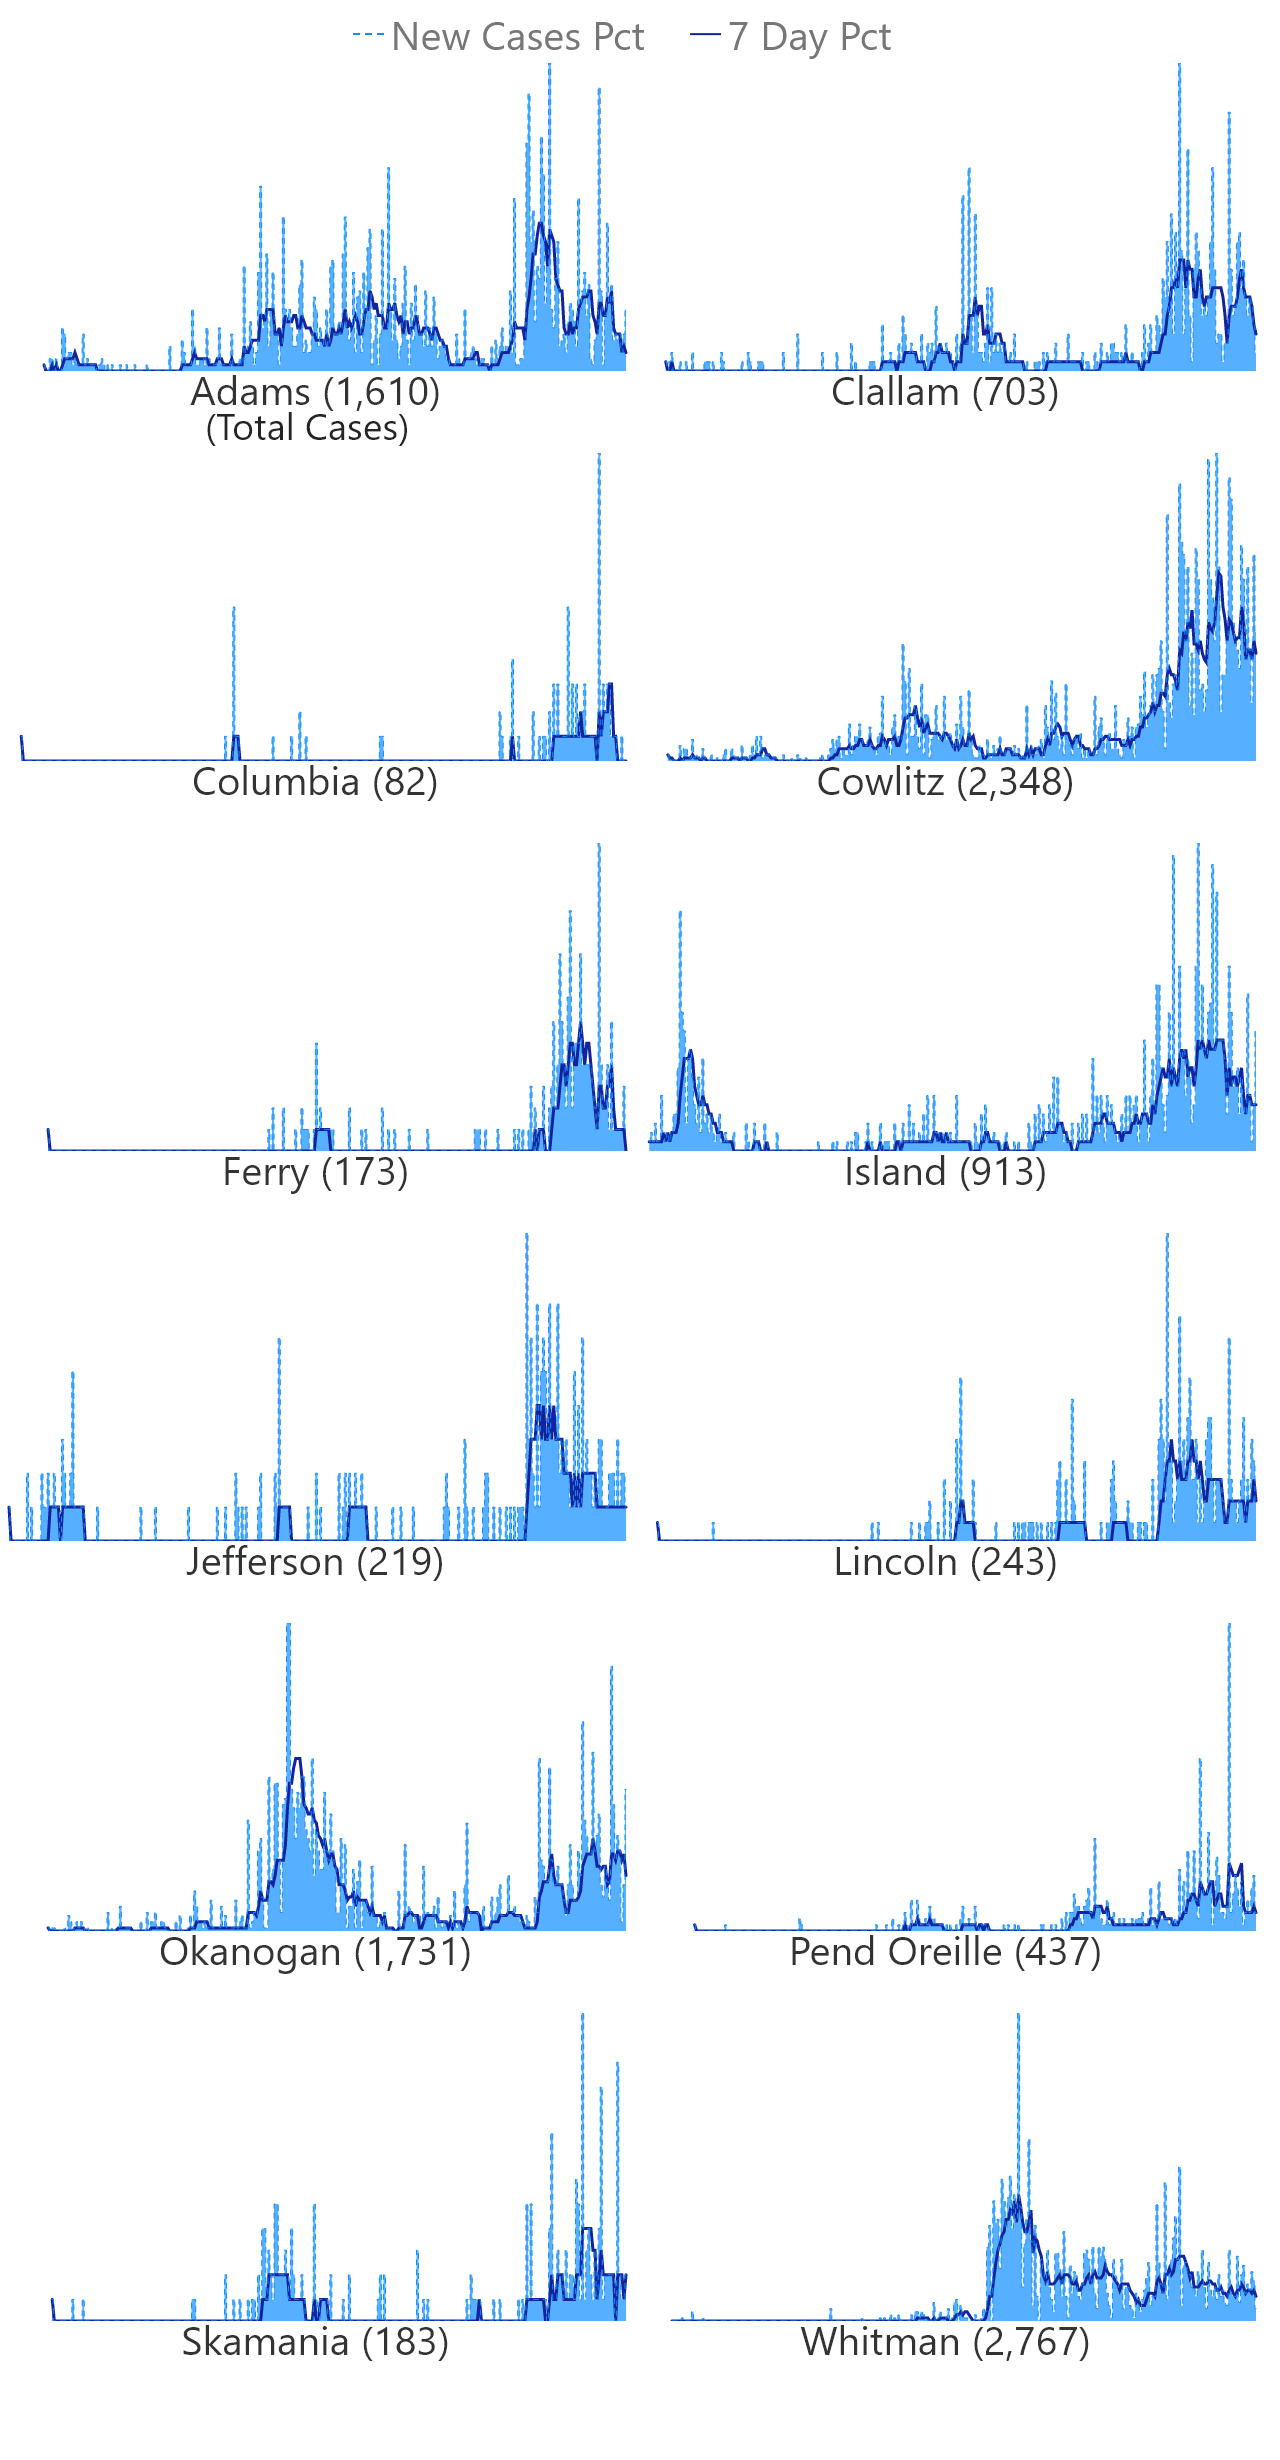 New Cases Pct 7 Day Pct
Adams (1,610) Clallam (703)
(Total Cases)
Columbia (82) Cowlitz (2,348)
Ferry (173) Island (913)
Jefferson (219) Lincoln (243)
Okanogan (1,731) Pend Oreille (437)
Skamania (183) Whitman (2,767)